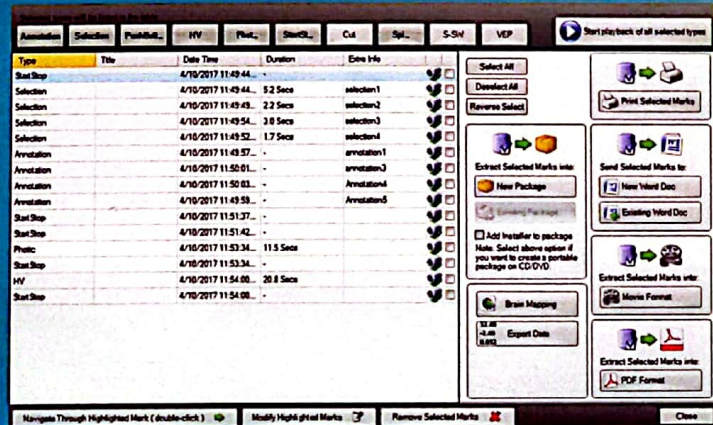 Annotation Selection PushButt... HV Phot... StartSt... Cut Spi... S-SW VEP Start playback of all selected types
Type Title Date Time Duration Extra Info
Start Stop 4/10/2017 11:49:44... -
Selection 4/10/2017 11:49:44... 5.2 Secs selection1
Selection 4/10/2017 11:49:49... 2.2 Secs selection2
Selection 4/10/2017 11:49:54... 3.0 Secs selection3
Selection 4/10/2017 11:49:52... 1.7 Secs selection4
Annotation 4/10/2017 11:49:57... - annotation1
Annotation 4/10/2017 11:50:01... - annotation3
Annotation 4/10/2017 11:50:03... - Annotation4
Annotation 4/10/2017 11:49:59... - Annotation5
Start Stop 4/10/2017 11:51:37... -
Start Stop 4/10/2017 11:51:42... -
Photic 4/10/2017 11:53:34... 11.5 Secs
Start Stop 4/10/2017 11:53:34... -
HV 4/10/2017 11:54:00... 20.8 Secs
Start Stop 4/10/2017 11:54:00... -
Select All
Deselect All
Reverse Select
Extract Selected Marks into:
New Package
Existing Package
Add Installer to package
Note: Select above option if
you want to create a portable
package on CD/DVD.
Brain Mapping
Export Data
Print Selected Marks
Send Selected Marks to:
New Word Doc
Existing Word Doc
Extract Selected Marks into:
Movie Format
Extract Selected Marks into:
PDF Format
Navigate Through Highlighted Mark ( double-click ) Modify Highlighted Marks Remove Selected Marks Close